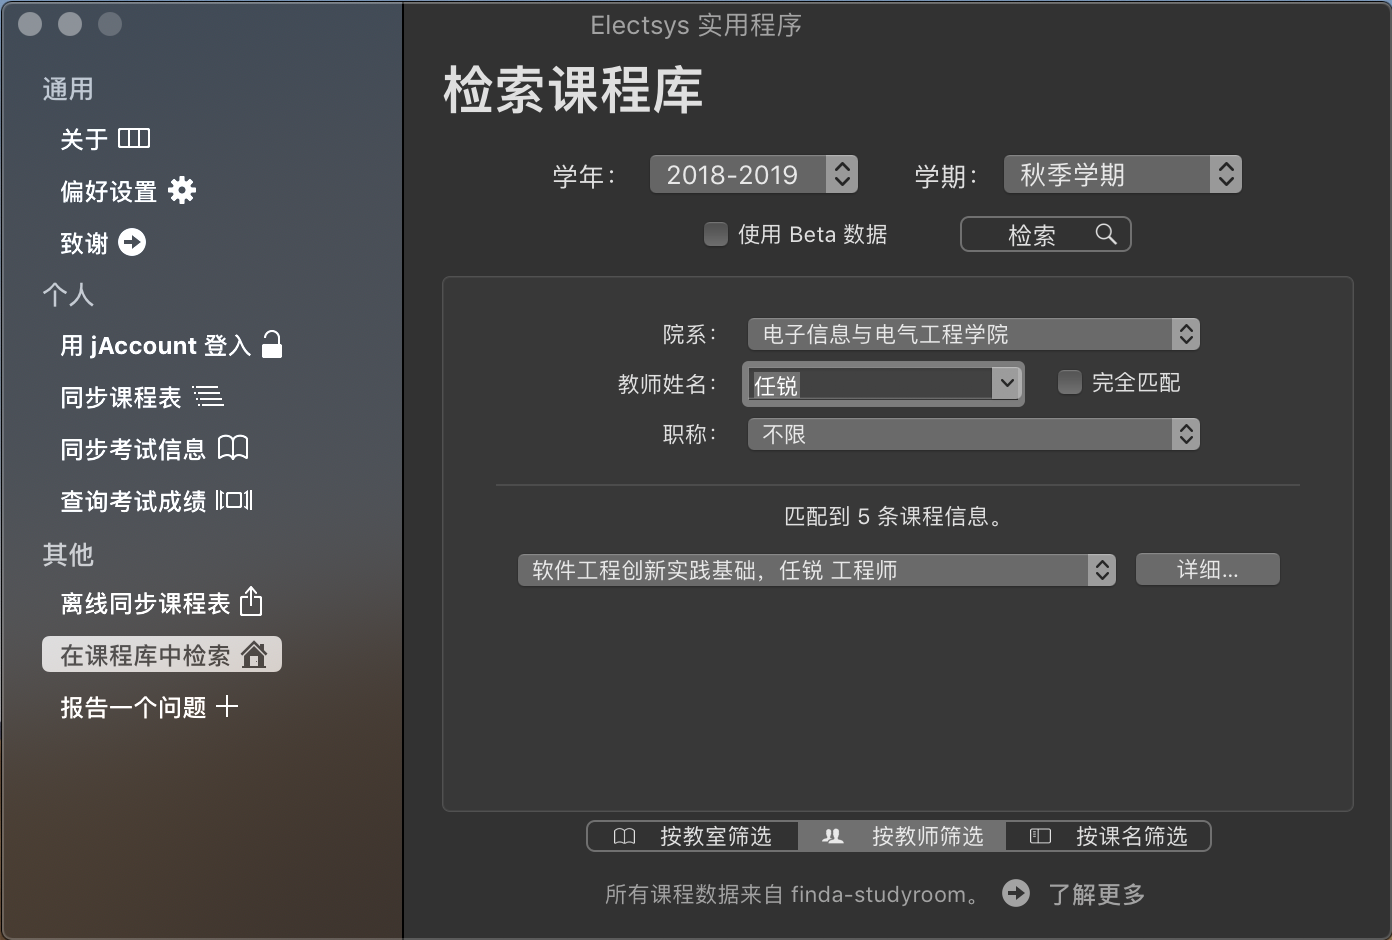 Electsys 实用程序
通用
关于
偏好设置
致谢
个人
用 jAccount 登入
同步课程表
同步考试信息
查询考试成绩
其他
离线同步课程表
在课程库中检索
报告一个问题
检索课程库
学年： 2018-2019 学期： 秋季学期
使用 Beta 数据 检索
院系： 电子信息与电气工程学院
教师姓名： 任锐 完全匹配
职称： 不限
匹配到 5 条课程信息。
软件工程创新实践基础，任锐 工程师 详细...
按教室筛选 按教师筛选 按课名筛选
所有课程数据来自 finda-studyroom。 了解更多